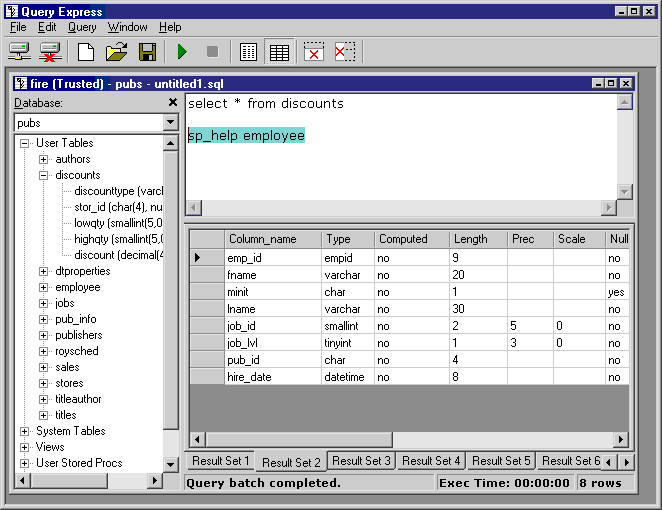 Query Express
File Edit Query Window Help
fire (Trusted) - pubs - untitled1.sql
Database:
pubs
User Tables
authors
discounts
discounttype (varcl
stor_id (char(4), nu
lowqty (smallint(5,0
highqty (smallint(5,
discount (decimal(4
dtproperties
employee
jobs
pub_info
publishers
roysched
sales
stores
titleauthor
titles
System Tables
Views
User Stored Procs
select * from discounts
sp_help employee
Column_name Type Computed Length Prec Scale Null
emp_id empid no 9 no
fname varchar no 20 no
minit char no 1 yes
lname varchar no 30 no
job_id smallint no 2 5 0 no
job_lvl tinyint no 1 3 0 no
pub_id char no 4 no
hire_date datetime no 8 no
Result Set 1 Result Set 2 Result Set 3 Result Set 4 Result Set 5 Result Set 6
Query batch completed. Exec Time: 00:00:00 8 rows